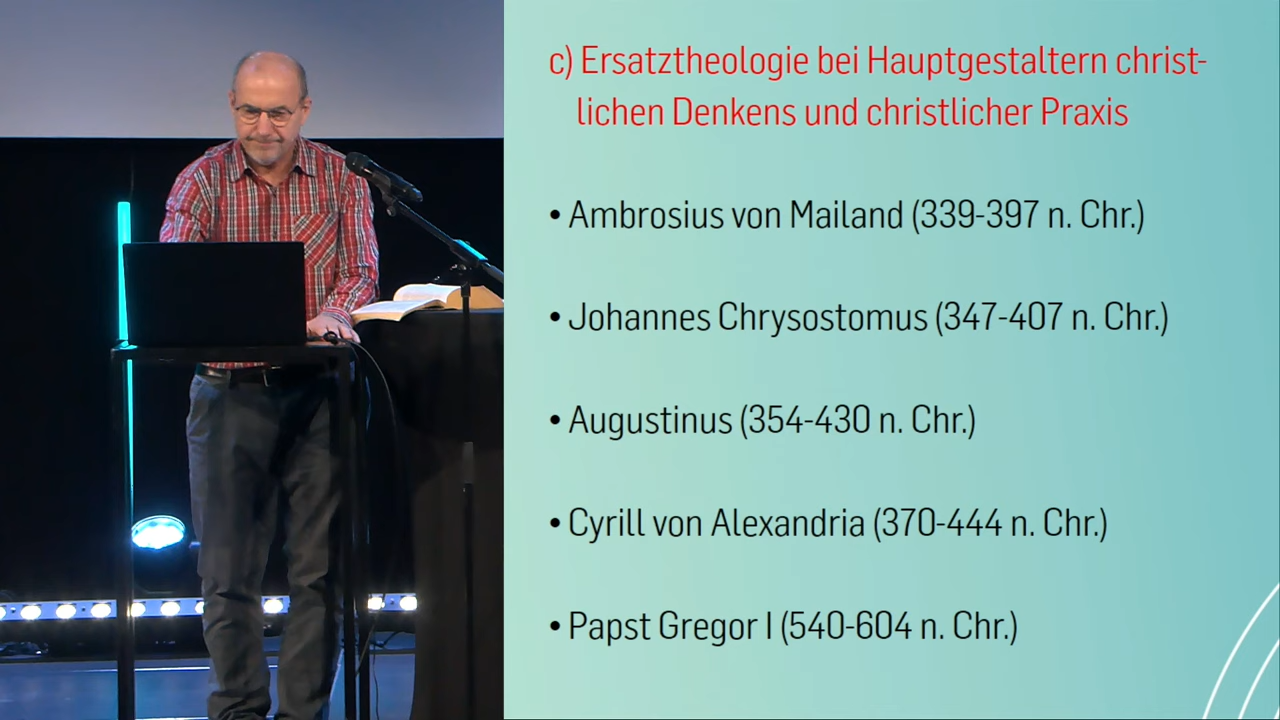 c) Ersatztheologie bei Hauptgestaltern christ-
lichen Denkens und christlicher Praxis
• Ambrosius von Mailand (339-397 n. Chr.)
• Johannes Chrysostomus (347-407 n. Chr.)
• Augustinus (354-430 n. Chr.)
• Cyrill von Alexandria (370-444 n. Chr.)
• Papst Gregor I (540-604 n. Chr.)